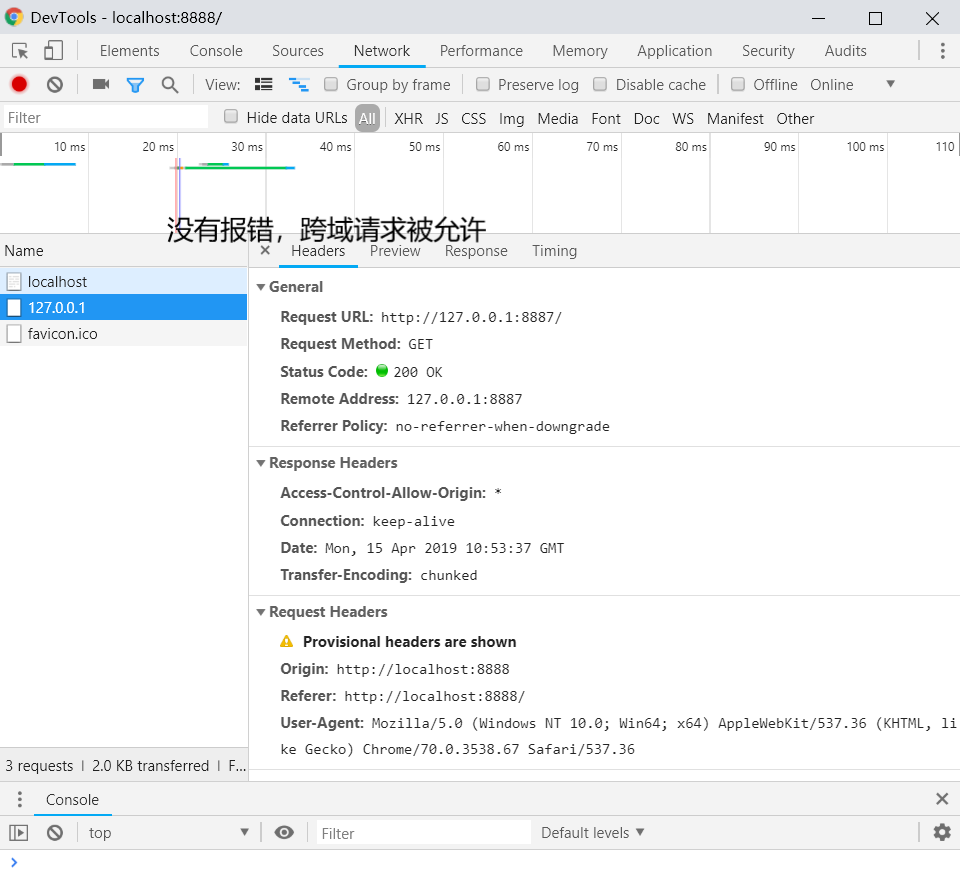 DevTools - localhost:8888/
Elements Console Sources Network Performance Memory Application Security Audits
View: Group by frame Preserve log Disable cache Offline Online
Filter Hide data URLs All XHR JS CSS Img Media Font Doc WS Manifest Other
10 ms 20 ms 30 ms 40 ms 50 ms 60 ms 70 ms 80 ms 90 ms 100 ms 110
没有报错，跨域请求被允许
Name
Headers Preview Response Timing
localhost
127.0.0.1
favicon.ico
General
Request URL: http://127.0.0.1:8887/
Request Method: GET
Status Code: 200 OK
Remote Address: 127.0.0.1:8887
Referrer Policy: no-referrer-when-downgrade
Response Headers
Access-Control-Allow-Origin: *
Connection: keep-alive
Date: Mon, 15 Apr 2019 10:53:37 GMT
Transfer-Encoding: chunked
Request Headers
Provisional headers are shown
Origin: http://localhost:8888
Referer: http://localhost:8888/
User-Agent: Mozilla/5.0 (Windows NT 10.0; Win64; x64) AppleWebKit/537.36 (KHTML, li
ke Gecko) Chrome/70.0.3538.67 Safari/537.36
3 requests | 2.0 KB transferred | F...
Console
top Filter Default levels